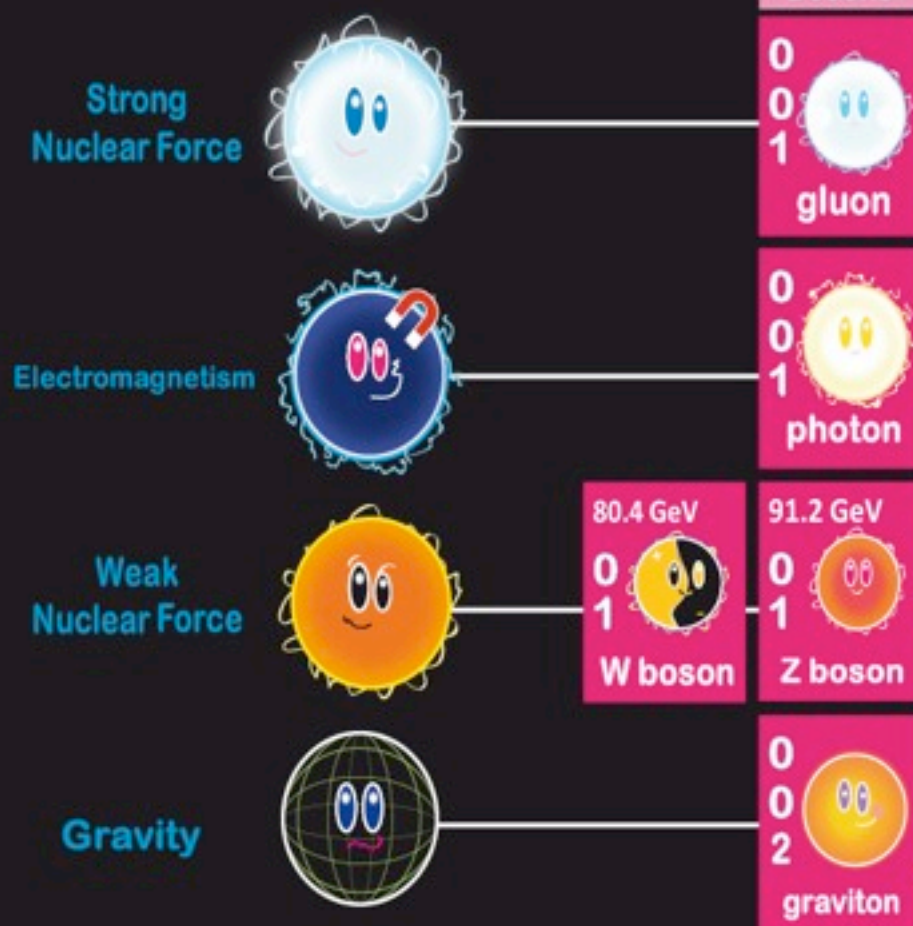 Strong
Nuclear Force
0
0
1
gluon
Electromagnetism
0
0
1
photon
Weak
Nuclear Force
80.4 GeV
0
1
W boson
91.2 GeV
0
1
Z boson
Gravity
0
0
2
graviton